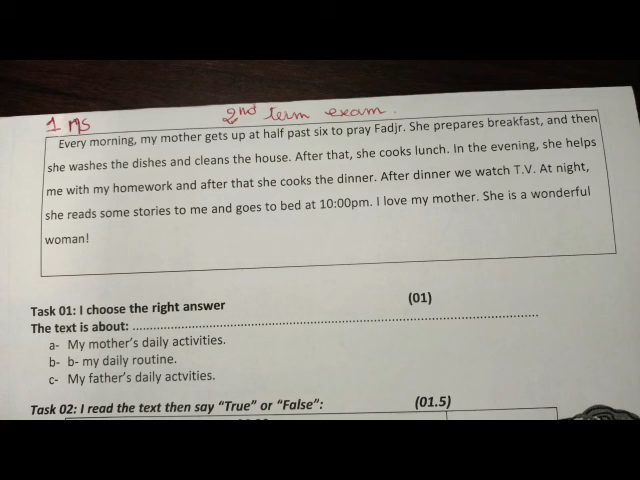 1 MS
2nd term exam.
Every morning, my mother gets up at half past six to pray Fadjr. She prepares breakfast, and then
she washes the dishes and cleans the house. After that, she cooks lunch. In the evening, she helps
me with my homework and after that she cooks the dinner. After dinner we watch T.V. At night,
she reads some stories to me and goes to bed at 10:00pm. I love my mother. She is a wonderful
woman!
Task 01: I choose the right answer (01)
The text is about: ................................................................................
a- My mother's daily activities.
b- b- my daily routine.
c- My father's daily actvities.
Task 02: I read the text then say "True" or "False": (01.5)